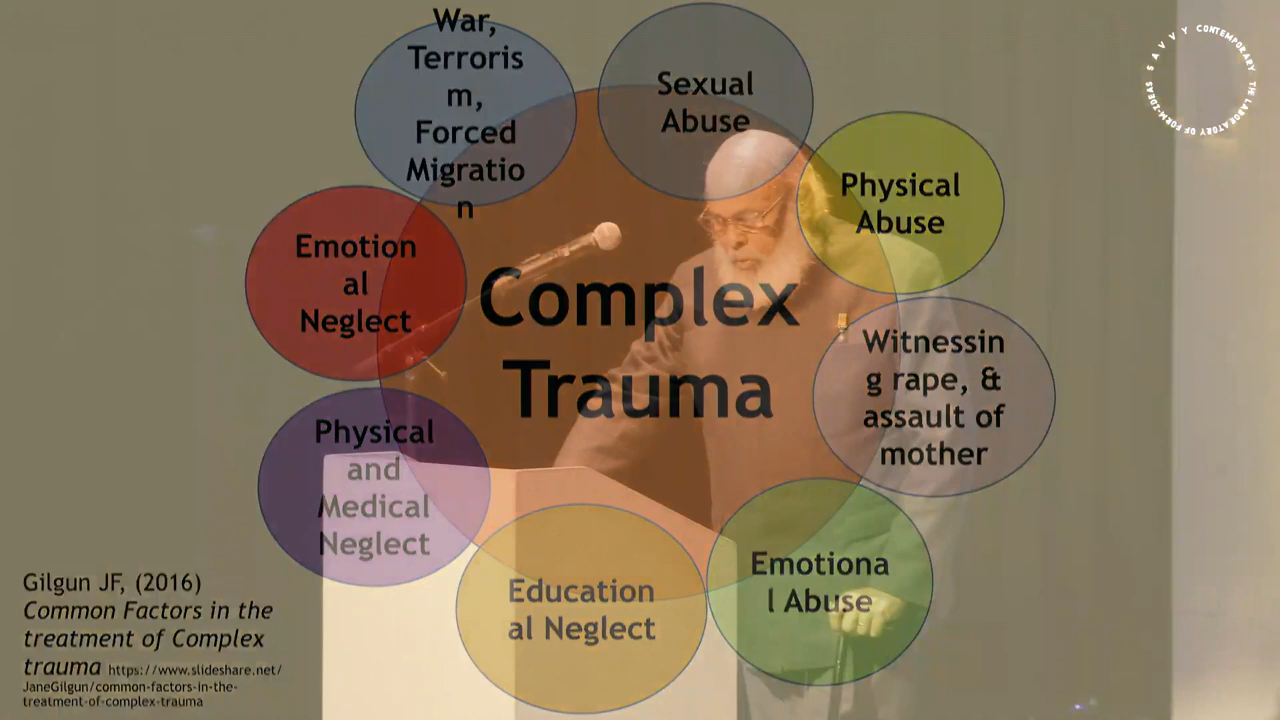 War,
Terroris
m,
Forced
Migratio
n
Sexual
Abuse
Physical
Abuse
Emotion
al
Neglect
Complex
Trauma
Witnessin
g rape, &
assault of
mother
Physical
and
Medical
Neglect
Education
al Neglect
Emotiona
l Abuse
Gilgun JF, (2016)
Common Factors in the
treatment of Complex
trauma https://www.slideshare.net/
JaneGilgun/common-factors-in-the-
treatment-of-complex-trauma
SAVVY CONTEMPORARY THE LABORATORY OF FORM-IDEAS